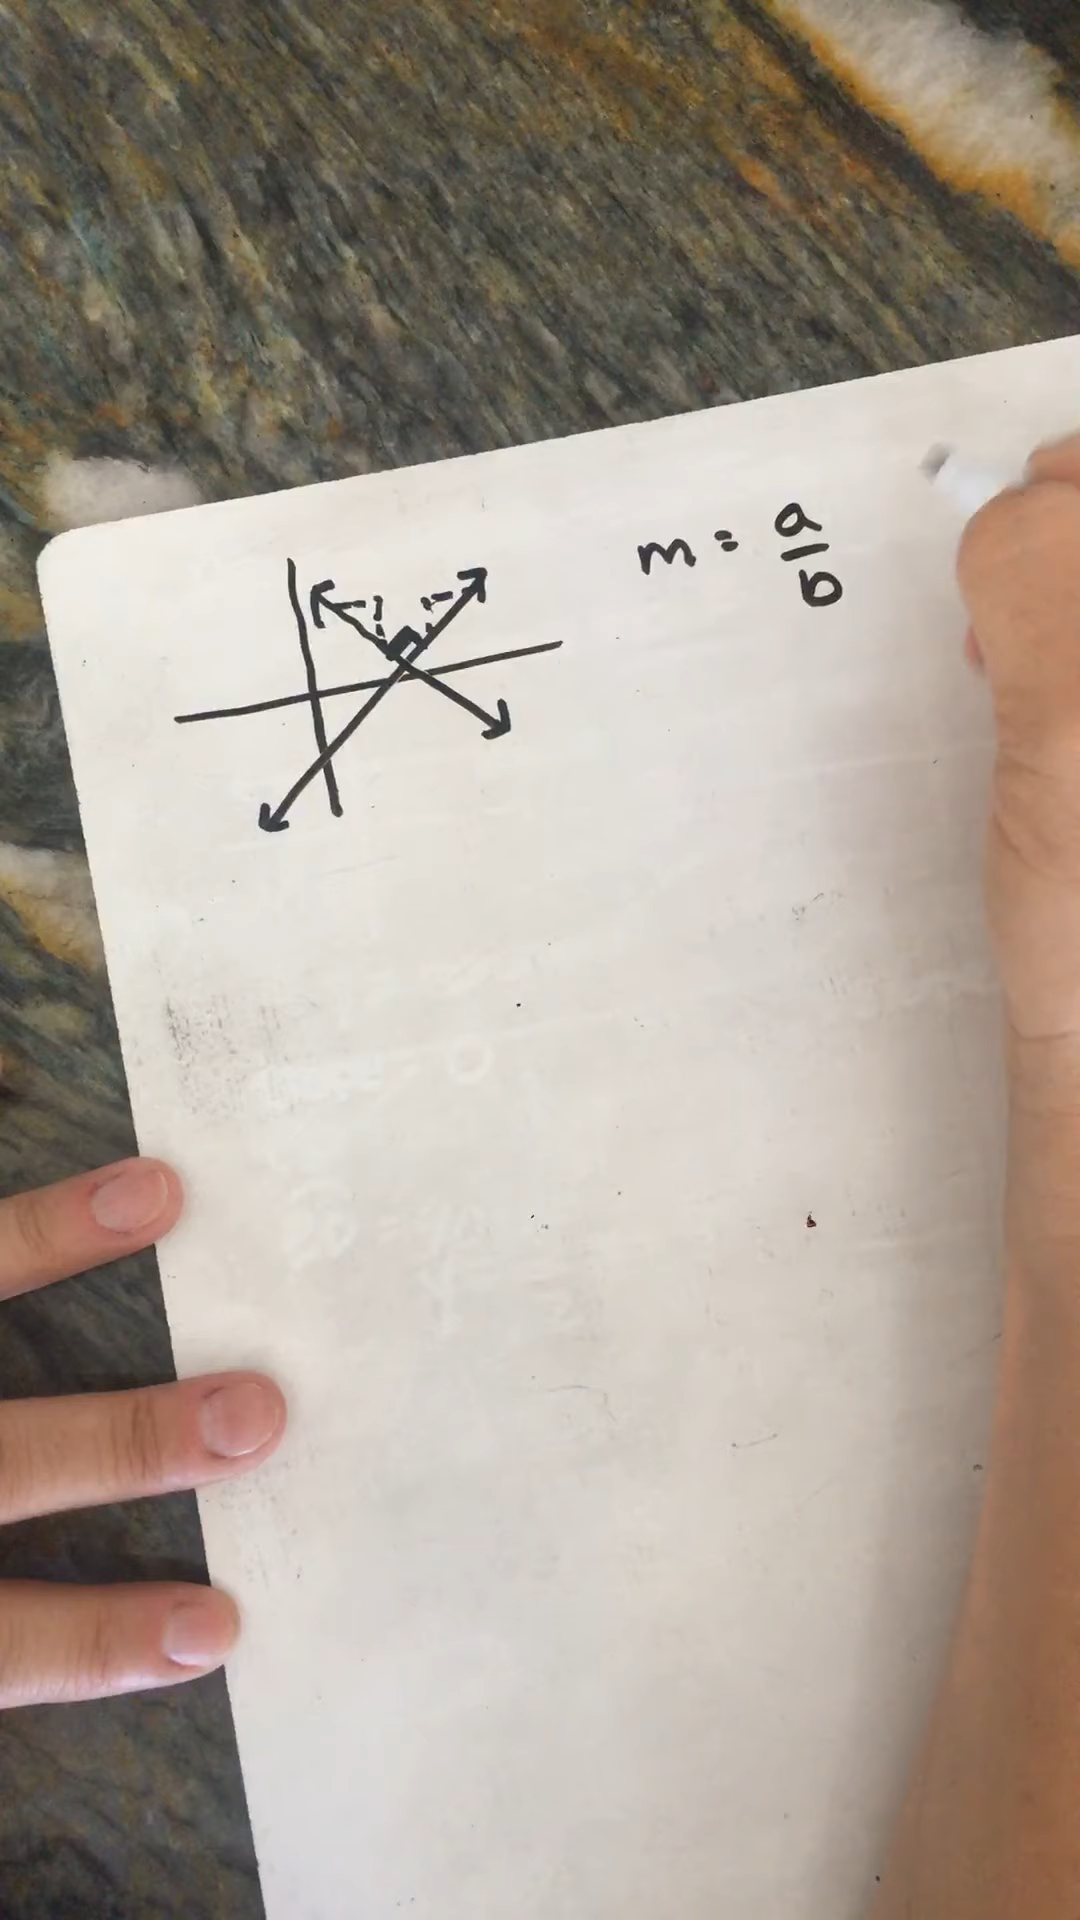 m = a/b